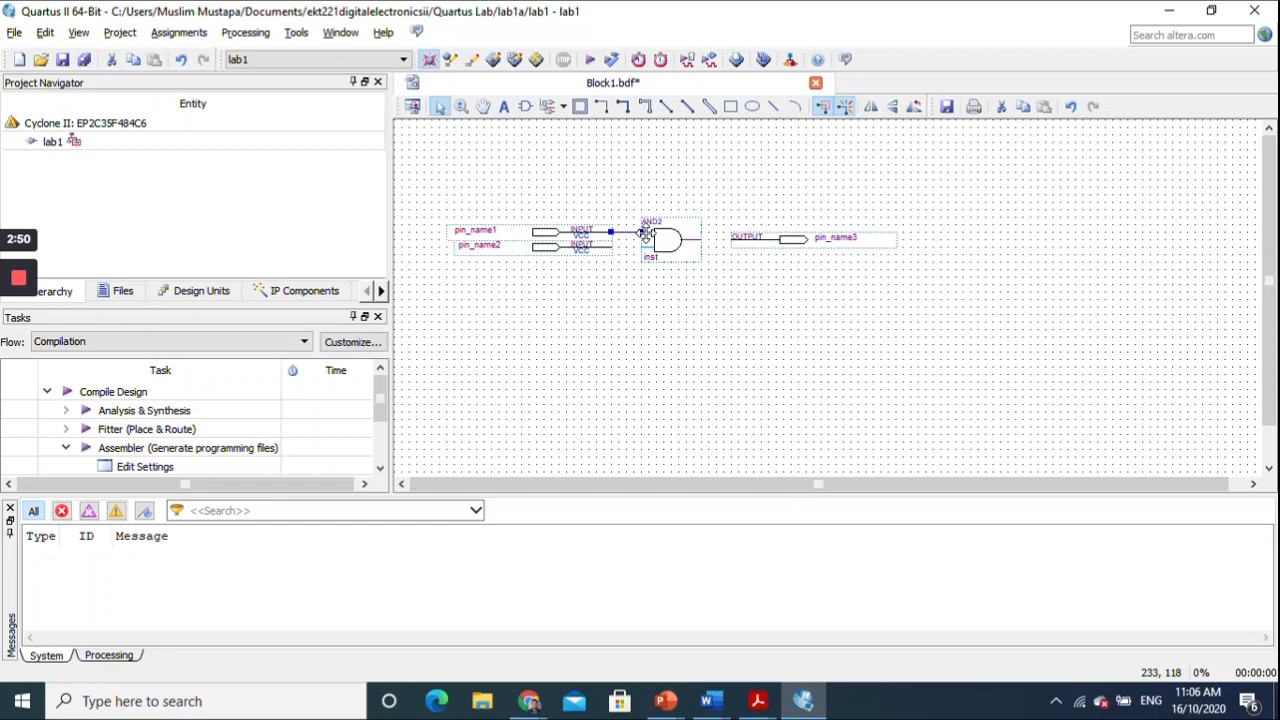 Quartus II 64-Bit - C:/Users/Muslim Mustapa/Documents/ekt221digitalelectronicsii/Quartus Lab/lab1a/lab1 - lab1
File Edit View Project Assignments Processing Tools Window Help
Search altera.com
lab1
Project Navigator
Block1.bdf*
Entity
Cyclone II: EP2C35F484C6
lab1
2:50
pin_name1
INPUT
VCC
pin_name2
INPUT
VCC
AND2
inst
OUTPUT
pin_name3
erarchy Files Design Units IP Components
Tasks
Flow: Compilation Customize...
Task Time
Compile Design
Analysis & Synthesis
Fitter (Place & Route)
Assembler (Generate programming files)
Edit Settings
All <<Search>>
Type ID Message
Messages
System Processing
233, 118 0% 00:00:00
Type here to search
ENG
11:06 AM
16/10/2020
6